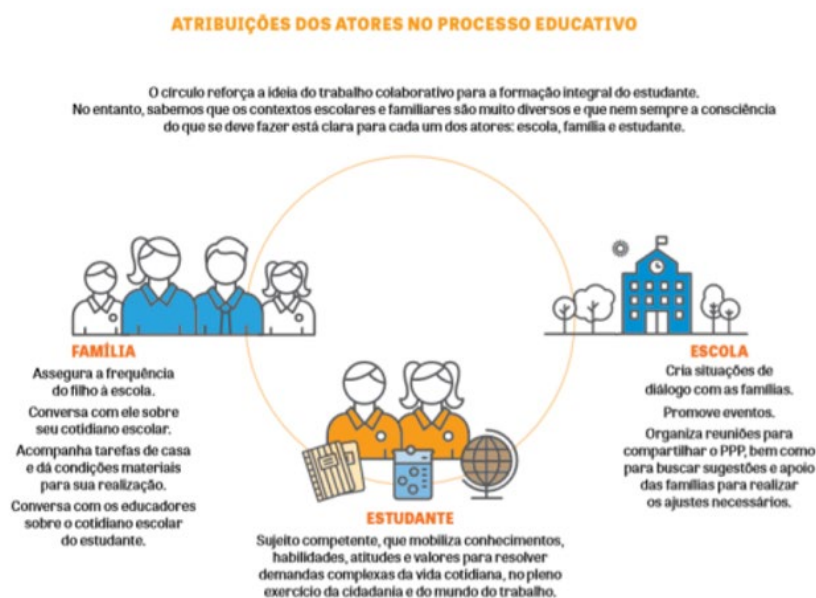 ATRIBUIÇÕES DOS ATORES NO PROCESSO EDUCATIVO
O círculo reforça a ideia do trabalho colaborativo para a formação integral do estudante.
No entanto, sabemos que os contextos escolares e familiares são muito diversos e que nem sempre a consciência
do que se deve fazer está clara para cada um dos atores: escola, família e estudante.
FAMÍLIA
Assegura a frequência
do filho à escola.
Conversa com ele sobre
seu cotidiano escolar.
Acompanha tarefas de casa
e dá condições materiais
para sua realização.
Conversa com os educadores
sobre o cotidiano escolar
do estudante.
ESTUDANTE
Sujeito competente, que mobiliza conhecimentos,
habilidades, atitudes e valores para resolver
demandas complexas da vida cotidiana, no pleno
exercício da cidadania e do mundo do trabalho.
ESCOLA
Cria situações de
diálogo com as famílias.
Promove eventos.
Organiza reuniões para
compartilhar o PPP, bem como
para buscar sugestões e apoio
das famílias para realizar
os ajustes necessários.